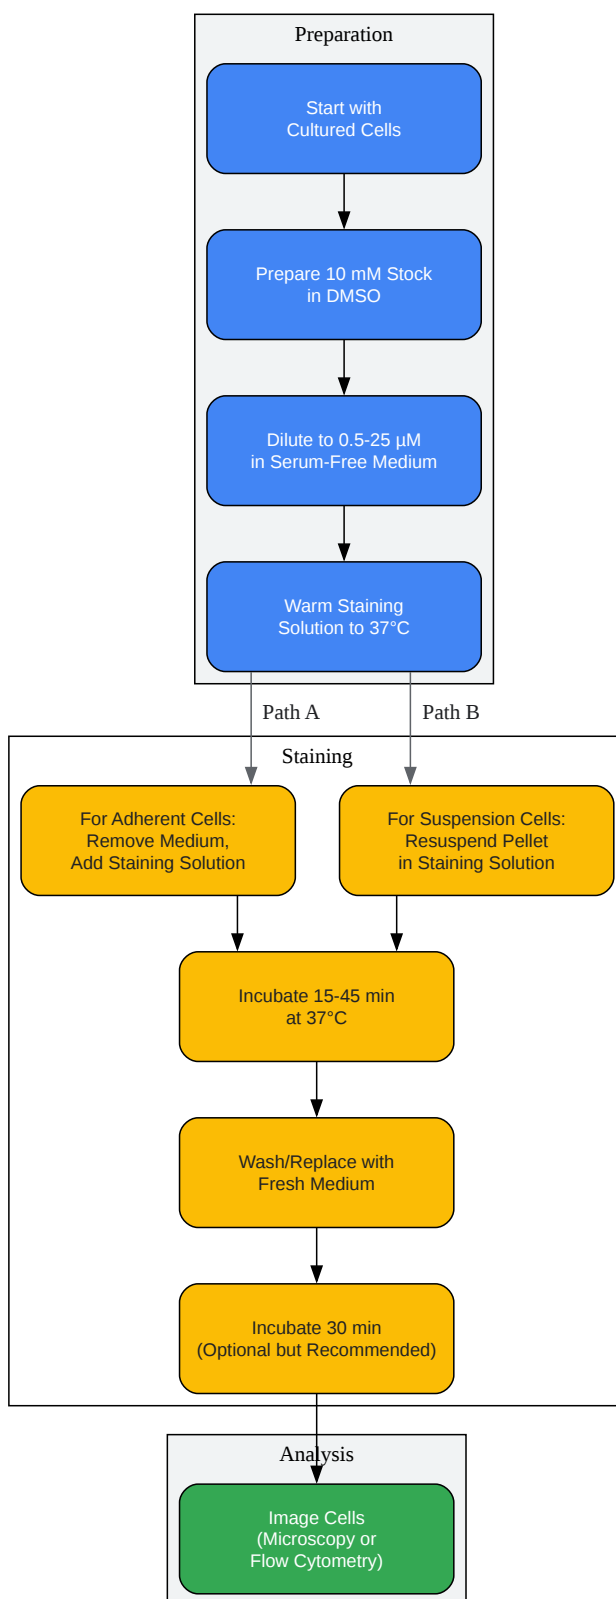 Preparation
Start with
Cultured Cells
Prepare 10 mM Stock
in DMSO
Dilute to 0.5-25 µM
in Serum-Free Medium
Warm Staining
Solution to 37°C
Path A
Path B
Staining
For Adherent Cells:
Remove Medium,
Add Staining Solution
For Suspension Cells:
Resuspend Pellet
in Staining Solution
Incubate 15-45 min
at 37°C
Wash/Replace with
Fresh Medium
Incubate 30 min
(Optional but Recommended)
Analysis
Image Cells
(Microscopy or
Flow Cytometry)